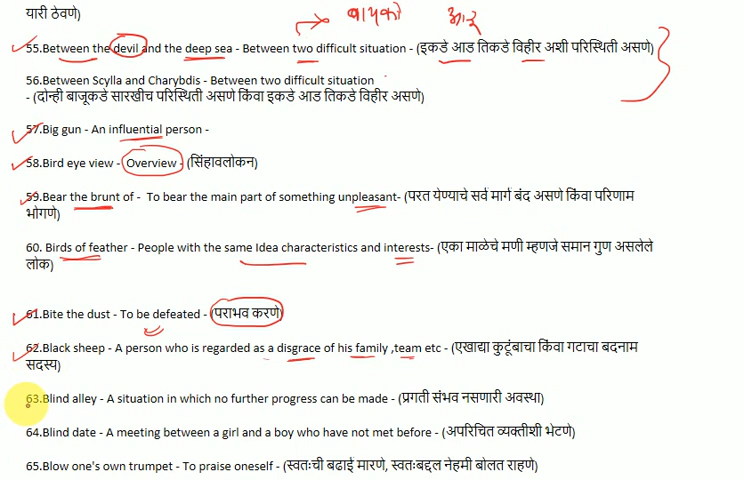 यारी ठेवणे)
बायको आई
55.Between the devil and the deep sea - Between two difficult situation - (इकडे आड तिकडे विहीर अशी परिस्थिती असणे)
56.Between Scylla and Charybdis - Between two difficult situation
- (दोन्ही बाजूकडे सारखीच परिस्थिती असणे किंवा इकडे आड तिकडे विहीर असणे)
57.Big gun - An influential person -
58.Bird eye view - Overview - (सिंहावलोकन)
59.Bear the brunt of - To bear the main part of something unpleasant- (परत येण्याचे सर्व मार्ग बंद असणे किंवा परिणाम
भोगणे)
60. Birds of feather - People with the same Idea characteristics and interests- (एका माळेचे मणी म्हणजे समान गुण असलेले
लोक)
61.Bite the dust - To be defeated - (पराभव करणे)
62.Black sheep - A person who is regarded as a disgrace of his family ,team etc - (एखाद्या कुटूंबाचा किंवा गटाचा बदनाम
सदस्य)
63.Blind alley - A situation in which no further progress can be made - (प्रगती संभव नसणारी अवस्था)
64.Blind date - A meeting between a girl and a boy who have not met before - (अपरिचित व्यक्तीशी भेटणे)
65.Blow one's own trumpet - To praise oneself - (स्वतःची बढाई मारणे, स्वतःबद्दल नेहमी बोलत राहणे)